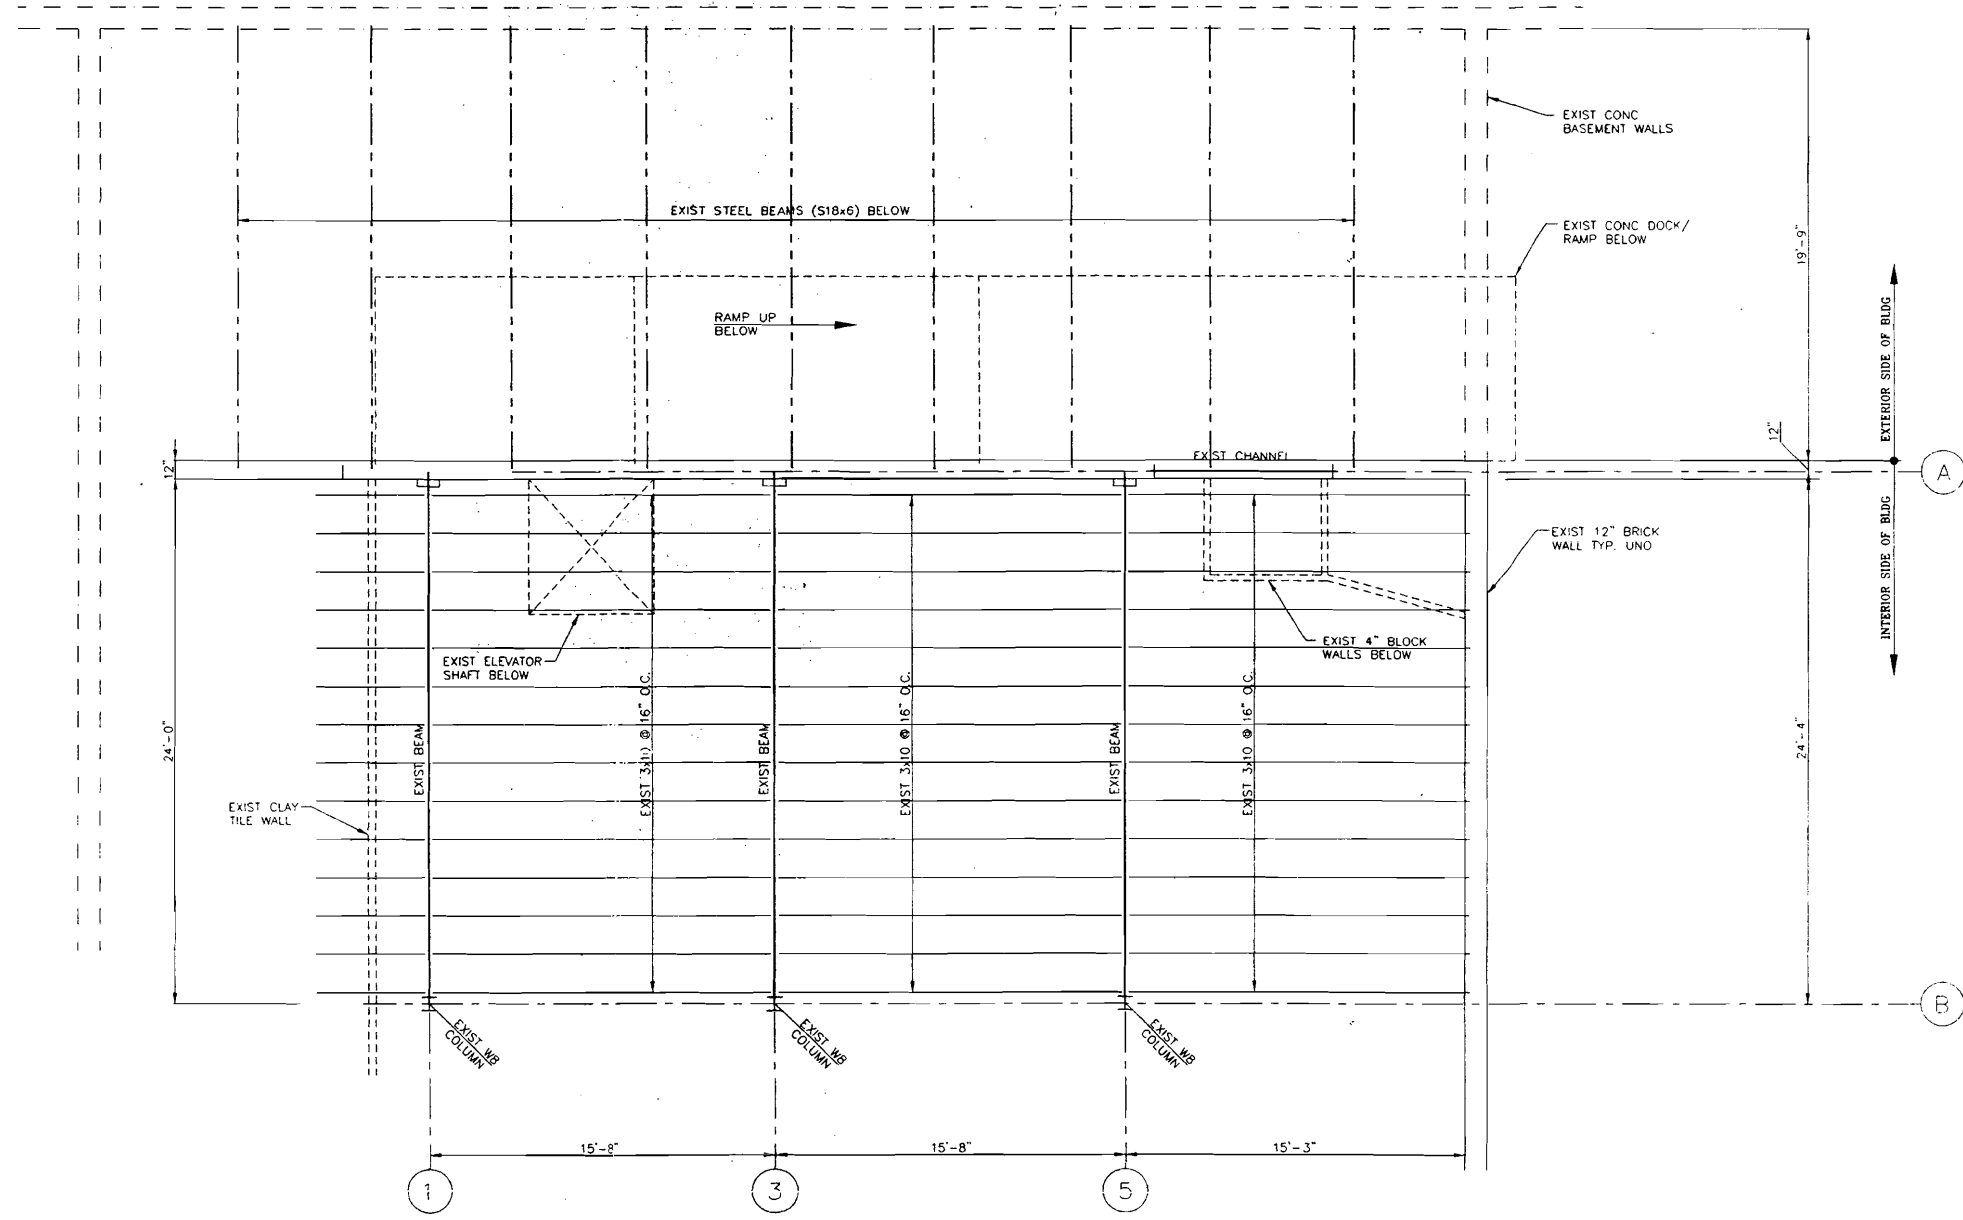 EXIST CONC
BASEMENT WALLS
EXIST STEEL BEAMS (S18x6) BELOW
EXIST CONC DOCK/
RAMP BELOW
19'-9"
RAMP UP
BELOW
EXTERIOR SIDE OF BLDG
12"
12"
EXIST CHANNEL
A
INTERIOR SIDE OF BLDG
EXIST 12" BRICK
WALL TYP. UNO
EXIST 4" BLOCK
WALLS BELOW
EXIST ELEVATOR
SHAFT BELOW
24'-0"
EXIST BEAM
EXIST 3x10 @ 16" O.C.
EXIST BEAM
EXIST 3x10 @ 16" O.C.
EXIST BEAM
EXIST 3x10 @ 16" O.C.
24'-4"
EXIST CLAY
TILE WALL
B
EXIST W8
COLUMN
EXIST W8
COLUMN
EXIST W8
COLUMN
15'-8"
15'-8"
15'-3"
1
3
5